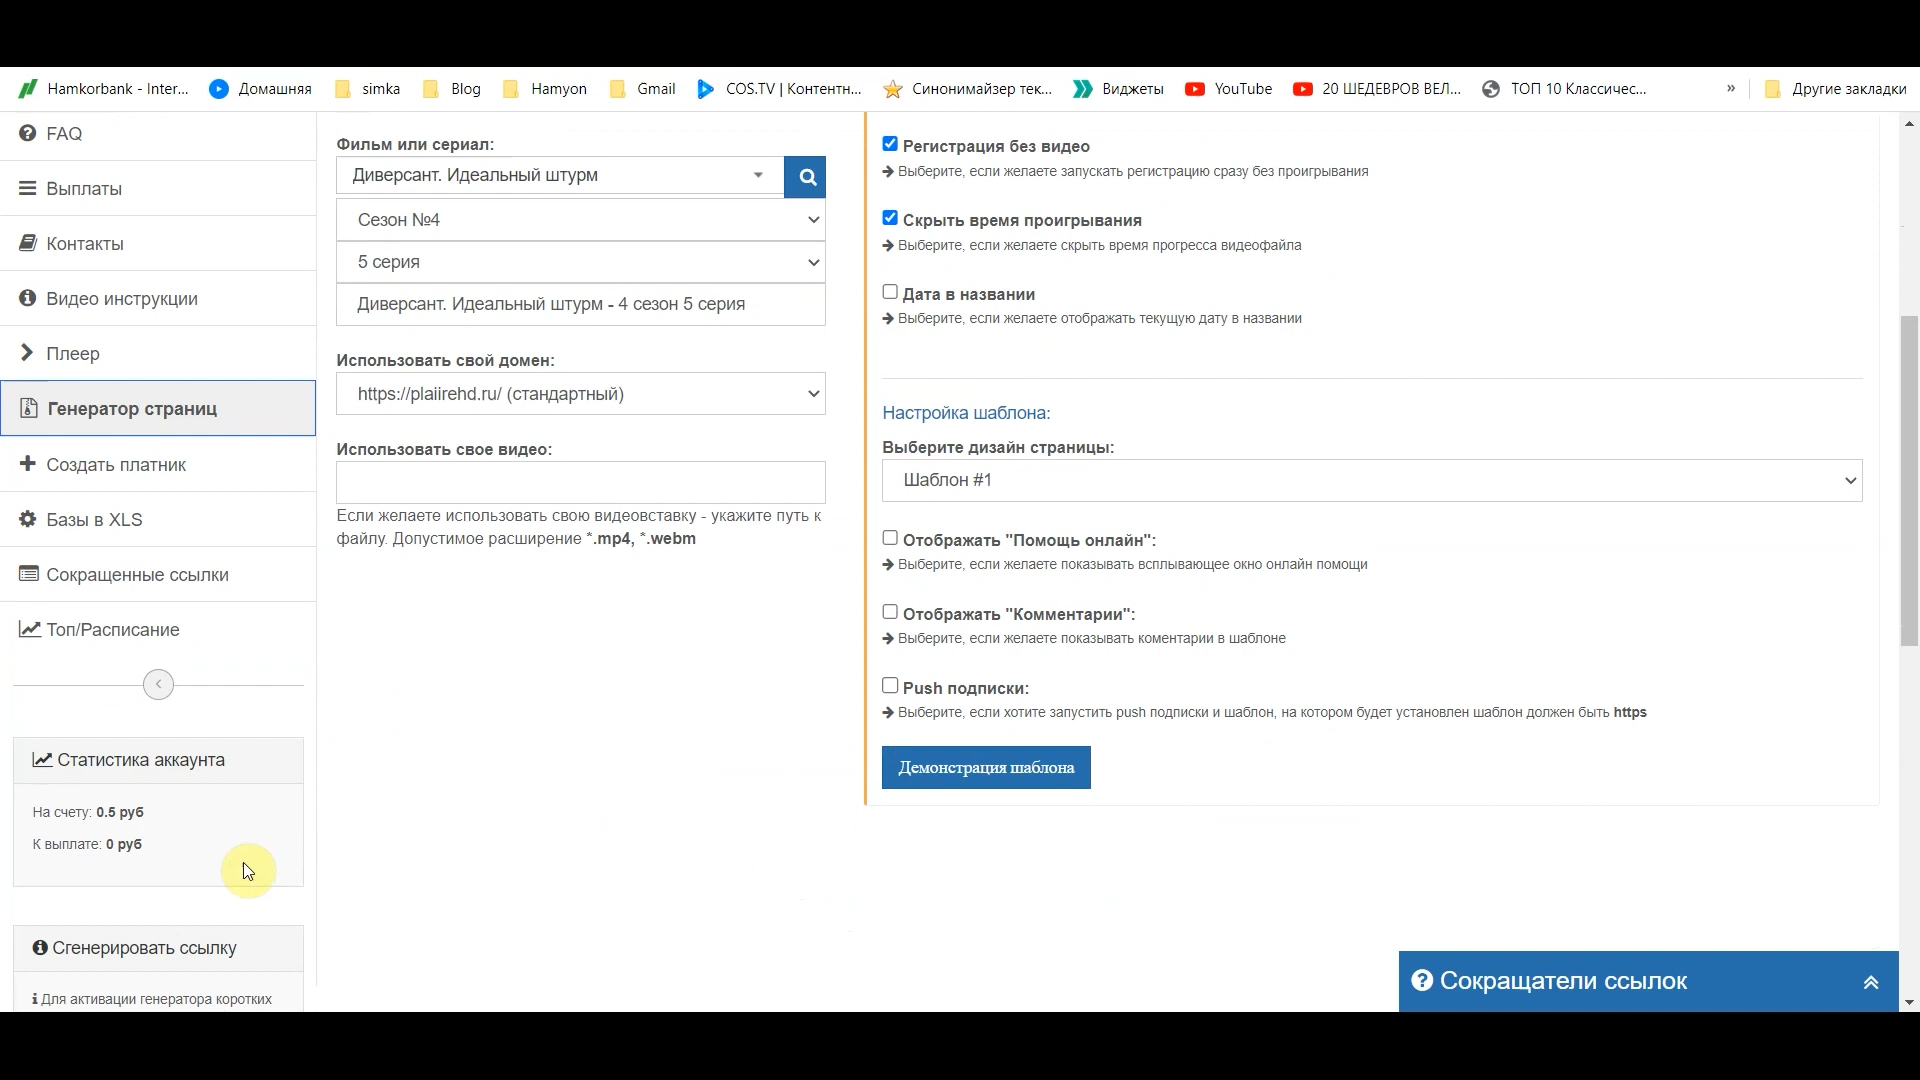 Hamkorbank - Inter...
Домашняя
simka
Blog
Hamyon
Gmail
COS.TV | Контентн...
Синонимайзер тек...
Виджеты
YouTube
20 ШЕДЕВРОВ ВЕЛ...
ТОП 10 Классичес...
»
Другие закладки
FAQ
Выплаты
Контакты
Видео инструкции
Плеер
Генератор страниц
Создать платник
Базы в XLS
Сокращенные ссылки
Топ/Расписание
Статистика аккаунта
На счету: 0.5 руб
К выплате: 0 руб
Сгенерировать ссылку
Для активации генератора коротких
Фильм или сериал:
Диверсант. Идеальный штурм
Сезон №4
5 серия
Диверсант. Идеальный штурм - 4 сезон 5 серия
Использовать свой домен:
https://plaiirehd.ru/ (стандартный)
Использовать свое видео:
Если желаете использовать свою видеовставку - укажите путь к
файлу. Допустимое расширение *.mp4, *.webm
Регистрация без видео
Выберите, если желаете запускать регистрацию сразу без проигрывания
Скрыть время проигрывания
Выберите, если желаете скрыть время прогресса видеофайла
Дата в названии
Выберите, если желаете отображать текущую дату в названии
Настройка шаблона:
Выберите дизайн страницы:
Шаблон #1
Отображать "Помощь онлайн":
Выберите, если желаете показывать всплывающее окно онлайн помощи
Отображать "Комментарии":
Выберите, если желаете показывать коментарии в шаблоне
Push подписки:
Выберите, если хотите запустить push подписки и шаблон, на котором будет установлен шаблон должен быть https
Демонстрация шаблона
Сокращатели ссылок